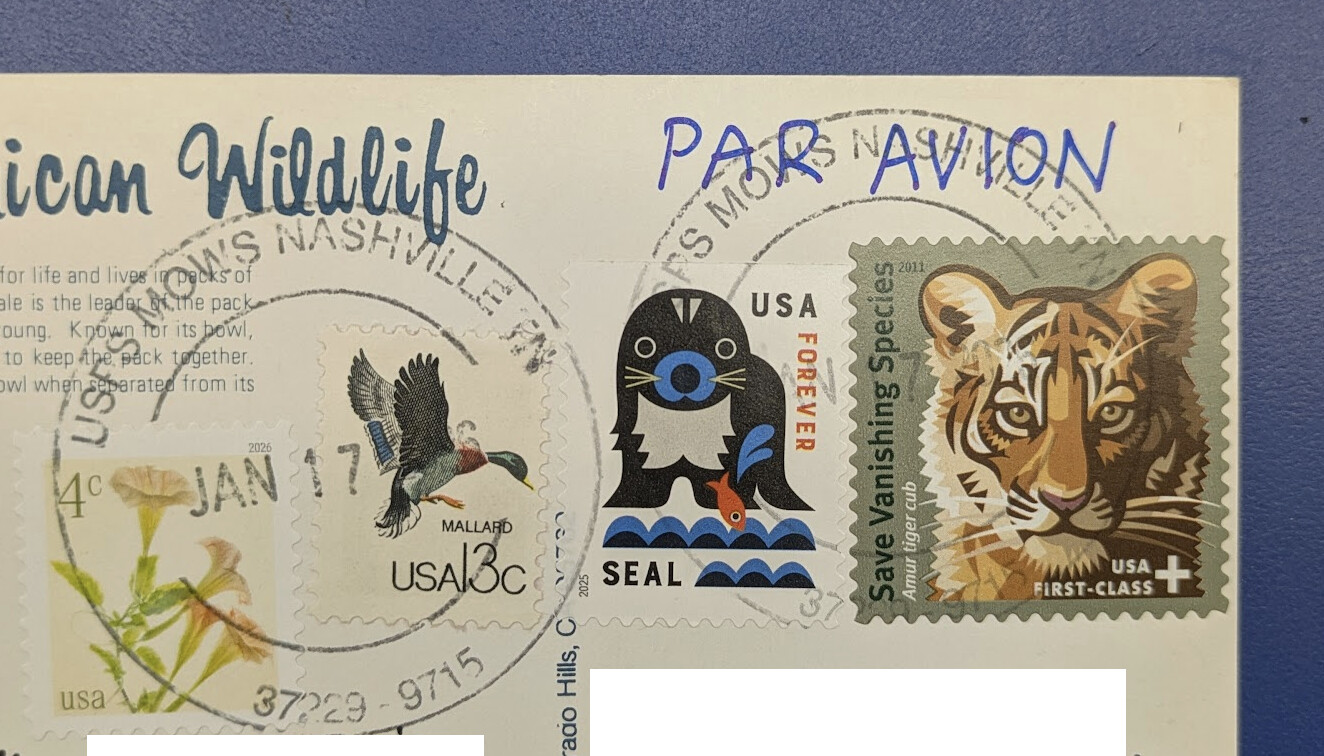 ican Wildlife
PAR AVION
USPS MOWS NASHVILLE TN
JAN 17
37229-9715
for life and lives in packs of
ale is the leader of the pack
young. Known for its howl,
to keep the pack together.
owl when separated from its
2026
4c
usa
MALLARD
USA13c
USA
FOREVER
SEAL
2025
USPS MOWS NASHVILLE TN
Save Vanishing Species
2011
Amur tiger cub
USA
FIRST-CLASS+
Hills, C